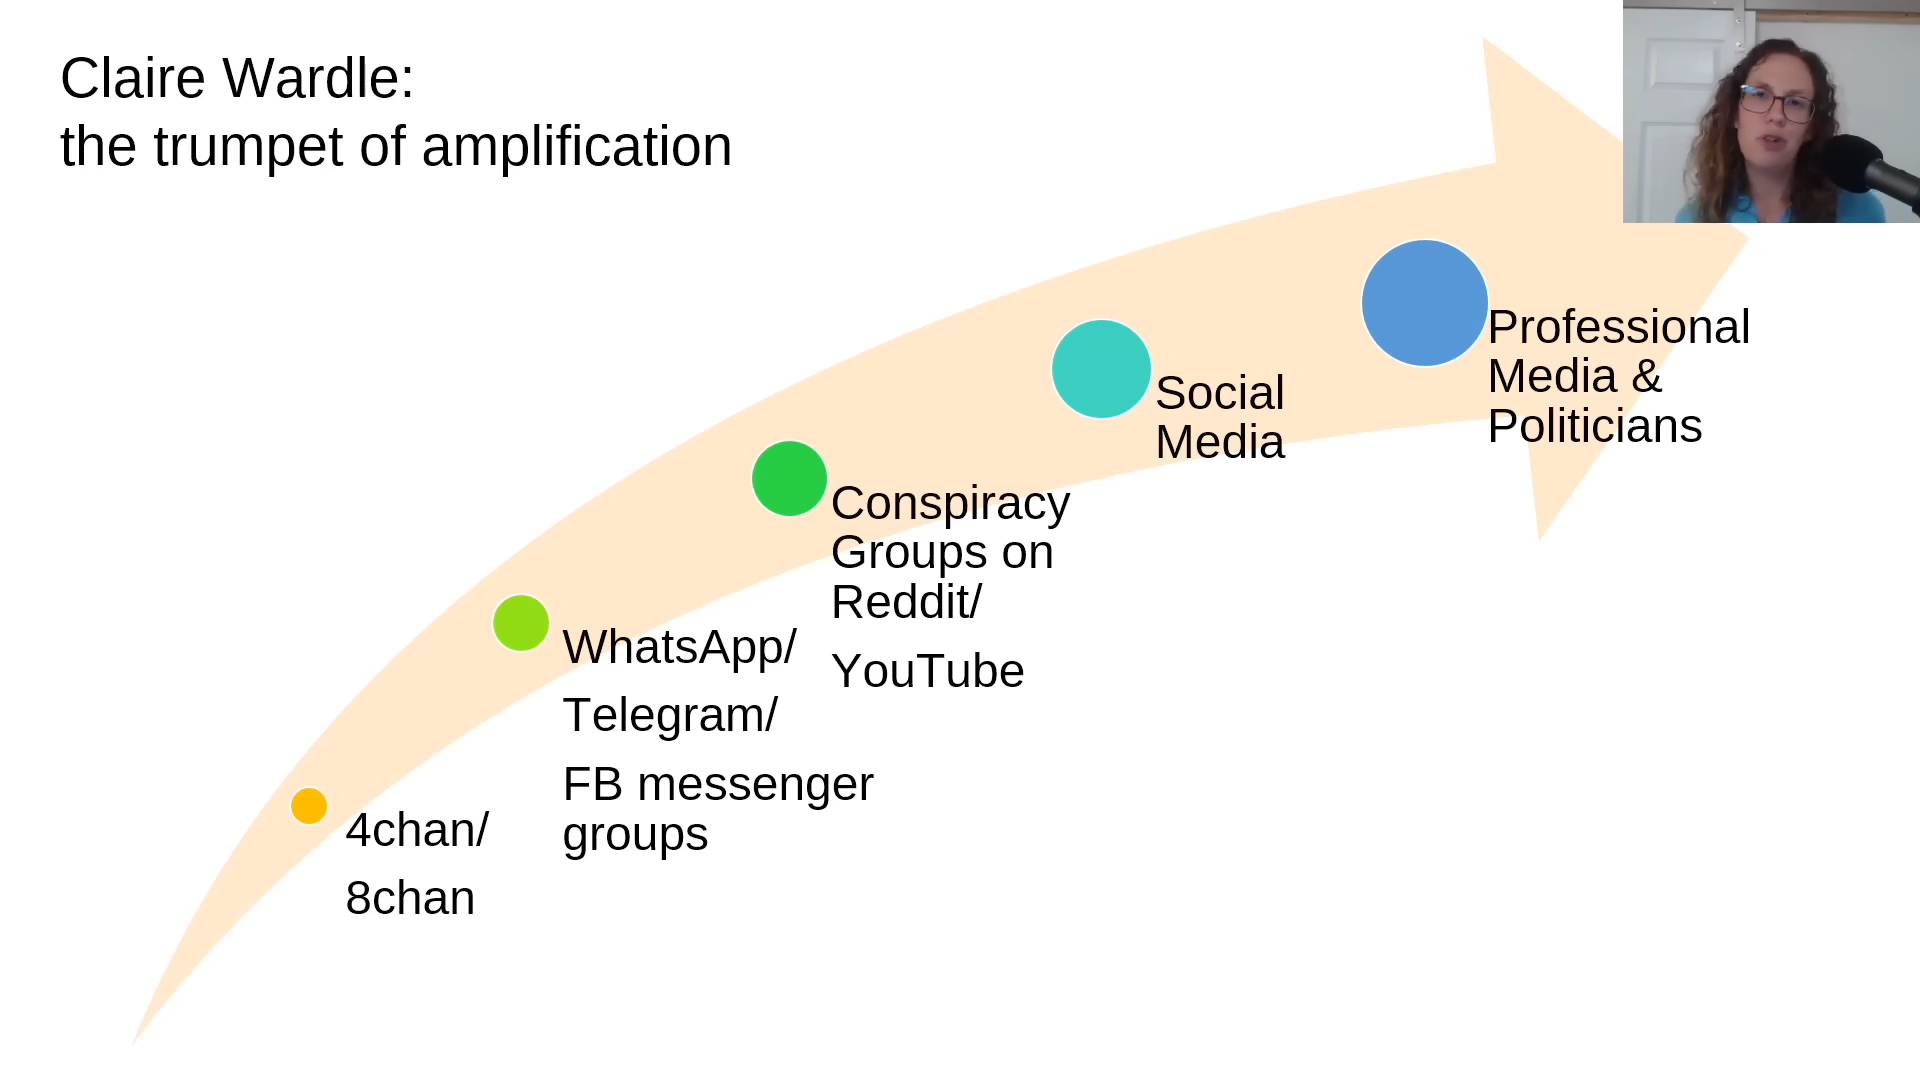 Claire Wardle:
the trumpet of amplification
4chan/
8chan
WhatsApp/
Telegram/
FB messenger
groups
Conspiracy
Groups on
Reddit/
YouTube
Social
Media
Professional
Media &
Politicians